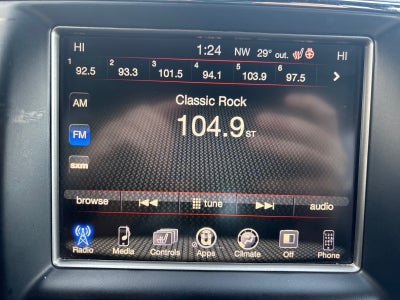 HI 1:24 NW 29° out. HI
1 92.5 2 93.3 3 101.5 4 94.1 5 103.9 6 97.5
AM
Classic Rock
FM 104.9 ST
sxm
browse tune audio
Radio Media Controls Apps Climate Off Phone